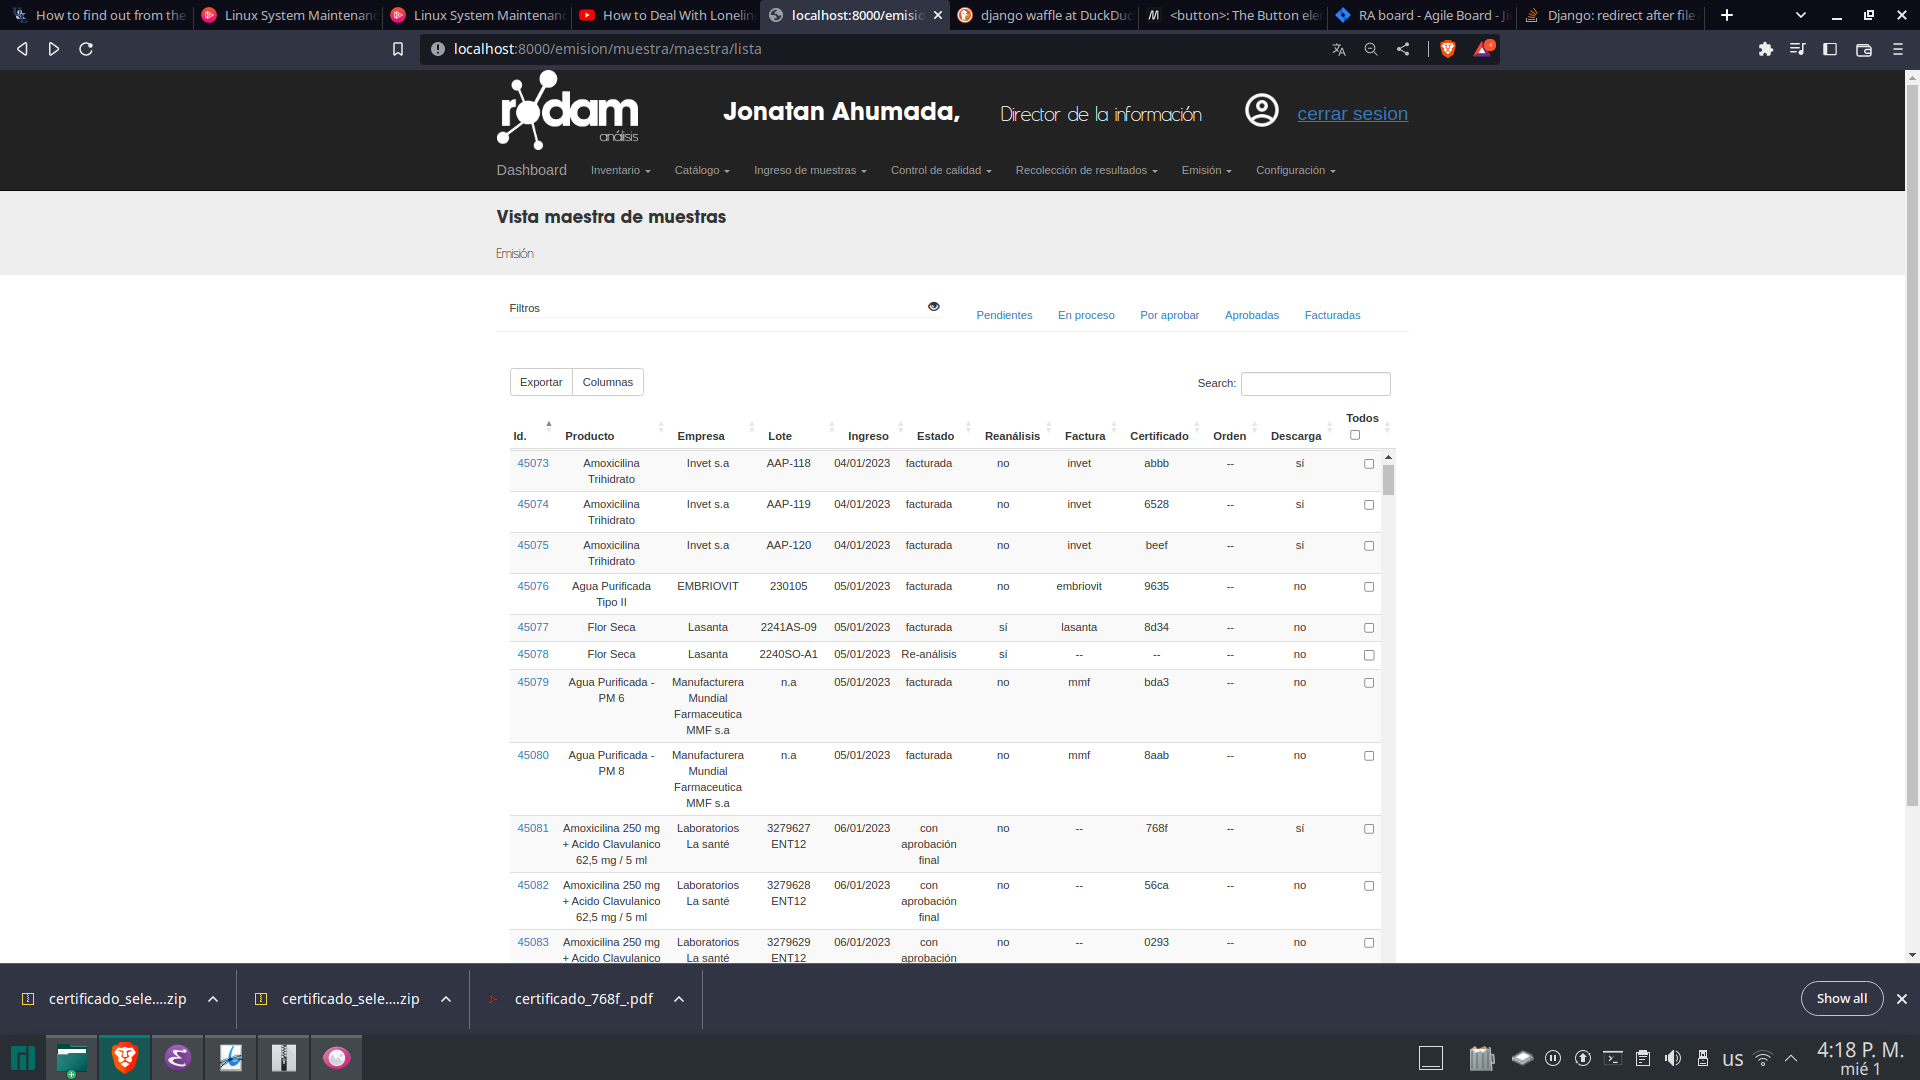 How to find out from the
Linux System Maintenanc
Linux System Maintenanc
How to Deal With Lonelin
localhost:8000/emisio
django waffle at DuckDuc
<button>: The Button ele
RA board - Agile Board - Ji
Django: redirect after file
localhost:8000/emision/muestra/maestra/lista
4
rodam
análisis
Jonatan Ahumada,
Director de la información
cerrar sesion
Dashboard
Inventario
Catálogo
Ingreso de muestras
Control de calidad
Recolección de resultados
Emisión
Configuración
Vista maestra de muestras
Emisión
Filtros
Pendientes
En proceso
Por aprobar
Aprobadas
Facturadas
Exportar
Columnas
Search:
Id.
Producto
Empresa
Lote
Ingreso
Estado
Reanálisis
Factura
Certificado
Orden
Descarga
Todos
45073 Amoxicilina Invet s.a AAP-118 04/01/2023 facturada no invet abbb -- sí
Trihidrato
45074 Amoxicilina Invet s.a AAP-119 04/01/2023 facturada no invet 6528 -- sí
Trihidrato
45075 Amoxicilina Invet s.a AAP-120 04/01/2023 facturada no invet beef -- sí
Trihidrato
45076 Agua Purificada EMBRIOVIT 230105 05/01/2023 facturada no embriovit 9635 -- no
Tipo II
45077 Flor Seca Lasanta 2241AS-09 05/01/2023 facturada sí lasanta 8d34 -- no
45078 Flor Seca Lasanta 2240SO-A1 05/01/2023 Re-análisis sí -- -- -- no
45079 Agua Purificada - Manufacturera n.a 05/01/2023 facturada no mmf bda3 -- no
PM 6 Mundial
Farmaceutica
MMF s.a
45080 Agua Purificada - Manufacturera n.a 05/01/2023 facturada no mmf 8aab -- no
PM 8 Mundial
Farmaceutica
MMF s.a
45081 Amoxicilina 250 mg Laboratorios 3279627 06/01/2023 con no -- 768f -- sí
+ Acido Clavulanico La santé ENT12 aprobación
62,5 mg / 5 ml final
45082 Amoxicilina 250 mg Laboratorios 3279628 06/01/2023 con no -- 56ca -- no
+ Acido Clavulanico La santé ENT12 aprobación
62,5 mg / 5 ml final
45083 Amoxicilina 250 mg Laboratorios 3279629 06/01/2023 con no -- 0293 -- no
+ Acido Clavulanico La santé ENT12 aprobación
certificado_sele....zip
certificado_sele....zip
certificado_768f_.pdf
Show all
us
4:18 P. M.
mié 1